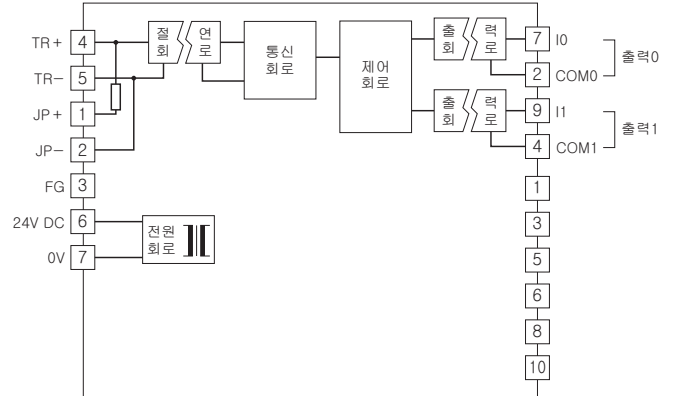 TR+ 4
TR- 5
JP+ 1
JP- 2
FG 3
24V DC 6
0V 7
절 연
회 로
통신
회로
제어
회로
출 력
회 로
출 력
회 로
전원
회로
7 I0
2 COM0
출력0
9 I1
4 COM1
출력1
1
3
5
6
8
10